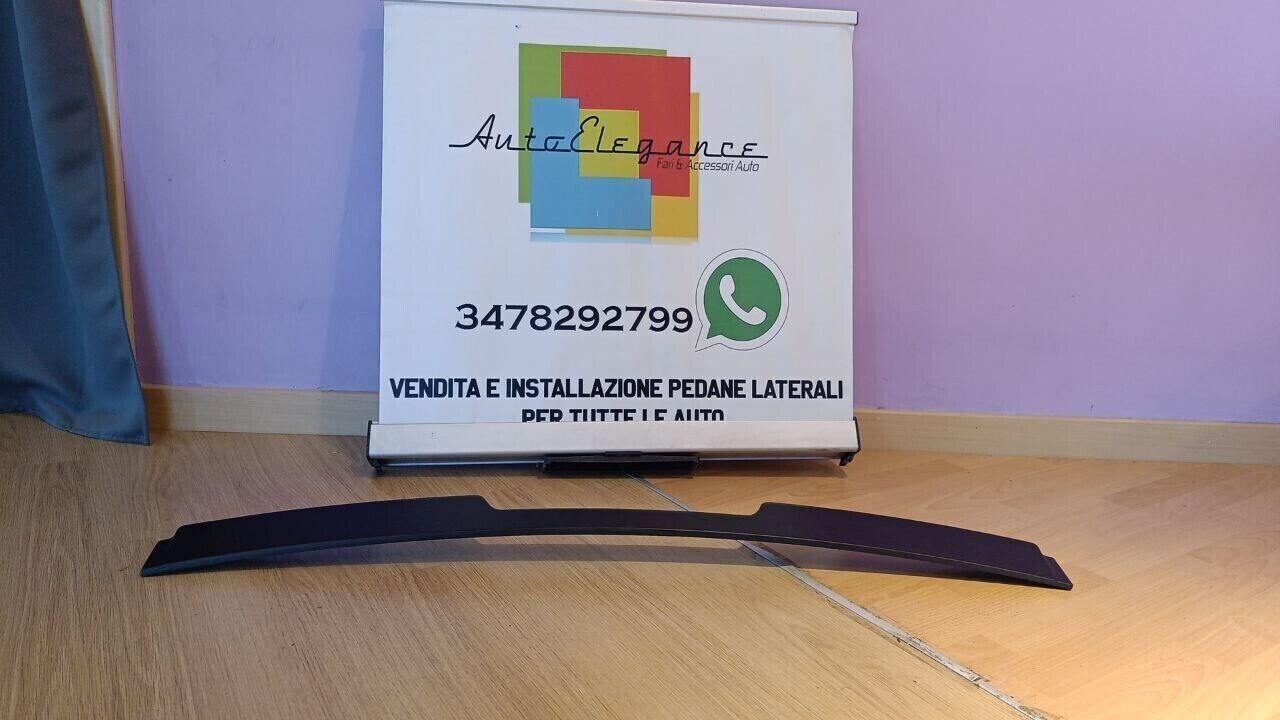 AutoElegance
Fari & Accessori Auto
3478292799
VENDITA E INSTALLAZIONE PEDANE LATERALI
PER TUTTE LE AUTO